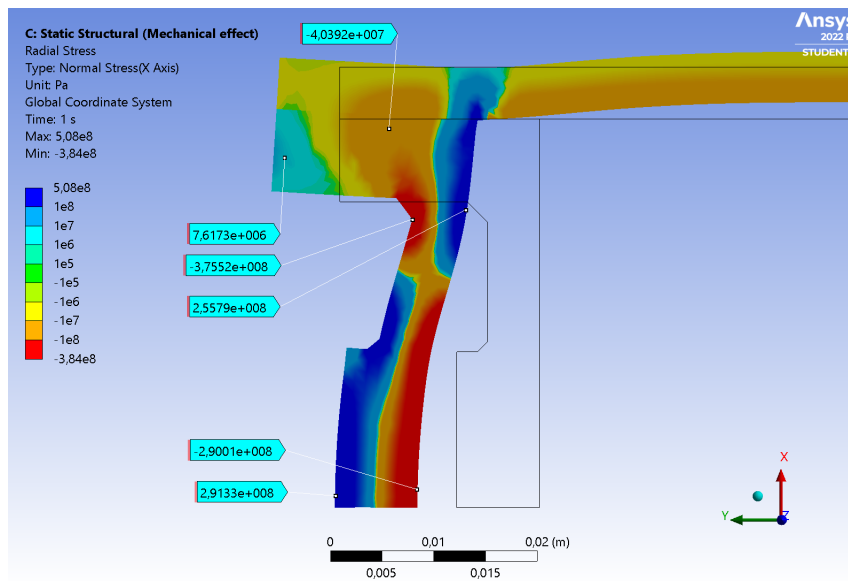 C: Static Structural (Mechanical effect)
Radial Stress
Type: Normal Stress(X Axis)
Unit: Pa
Global Coordinate System
Time: 1 s
Max: 5,08e8
Min: -3,84e8
5,08e8
1e8
1e7
1e6
1e5
-1e5
-1e6
-1e7
-1e8
-3,84e8
-4,0392e+007
7,6173e+006
-3,7552e+008
2,5579e+008
-2,9001e+008
2,9133e+008
Ansys
2022
STUDENT
X
Y
Z
0
0,01
0,02 (m)
0,005
0,015